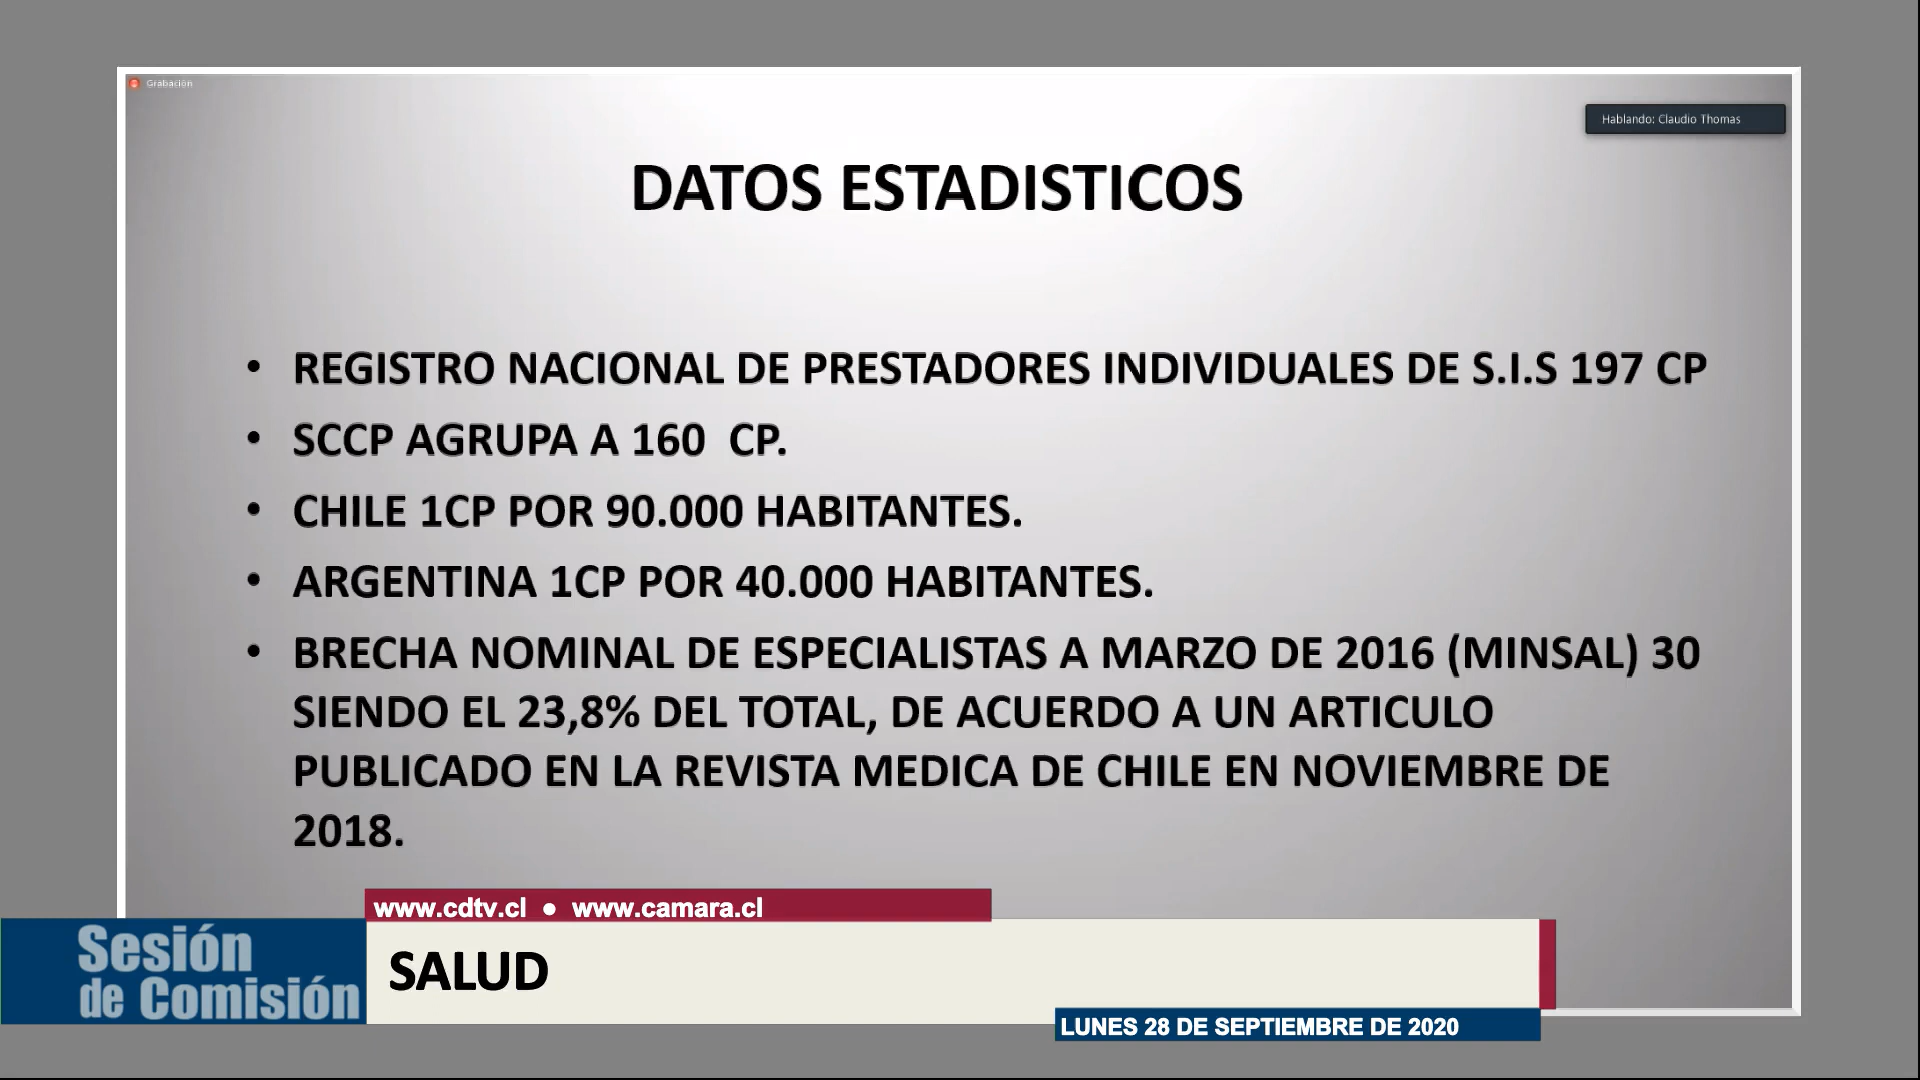 Grabación
Hablando: Claudio Thomas
DATOS ESTADISTICOS
• REGISTRO NACIONAL DE PRESTADORES INDIVIDUALES DE S.I.S 197 CP
• SCCP AGRUPA A 160 CP.
• CHILE 1CP POR 90.000 HABITANTES.
• ARGENTINA 1CP POR 40.000 HABITANTES.
• BRECHA NOMINAL DE ESPECIALISTAS A MARZO DE 2016 (MINSAL) 30
SIENDO EL 23,8% DEL TOTAL, DE ACUERDO A UN ARTICULO
PUBLICADO EN LA REVISTA MEDICA DE CHILE EN NOVIEMBRE DE
2018.
www.cdtv.cl • www.camara.cl
Sesión
de Comisión
SALUD
LUNES 28 DE SEPTIEMBRE DE 2020